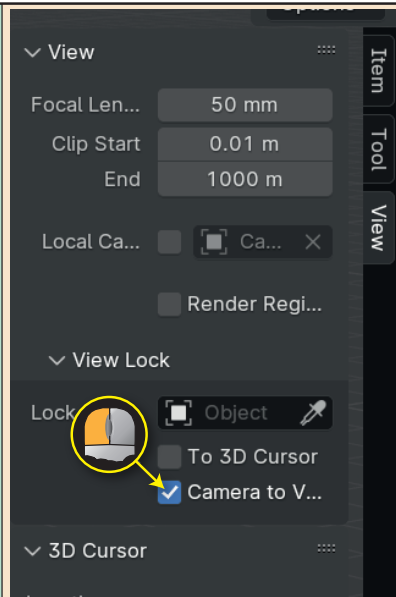 Options
View
Item
Focal Len...
50 mm
Clip Start
0.01 m
Tool
End
1000 m
View
Local Ca...
Ca...
Render Regi...
View Lock
Lock
Object
To 3D Cursor
Camera to V...
3D Cursor